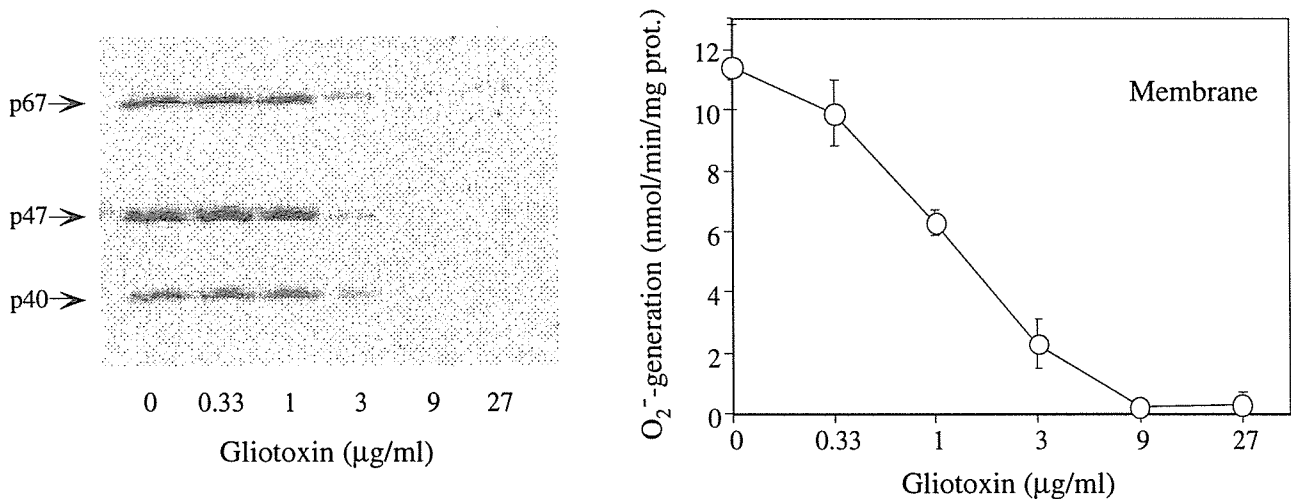 p67
p47
p40
0 0.33 1 3 9 27
Gliotoxin (µg/ml)
O₂⁻-generation (nmol/min/mg prot.)
12
10
8
6
4
2
0
Membrane
0 0.33 1 3 9 27
Gliotoxin (µg/ml)